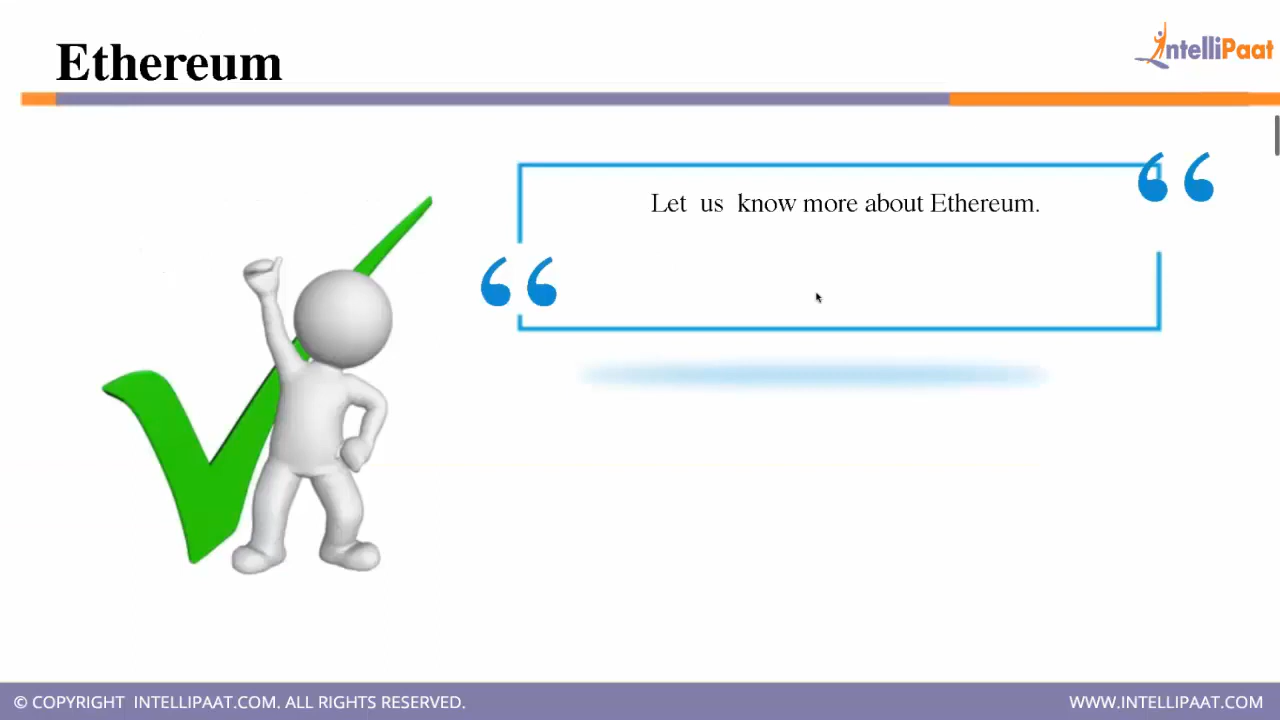 Ethereum
IntelliPaat
Let us know more about Ethereum.
© COPYRIGHT INTELLIPAAT.COM. ALL RIGHTS RESERVED.
WWW.INTELLIPAAT.COM